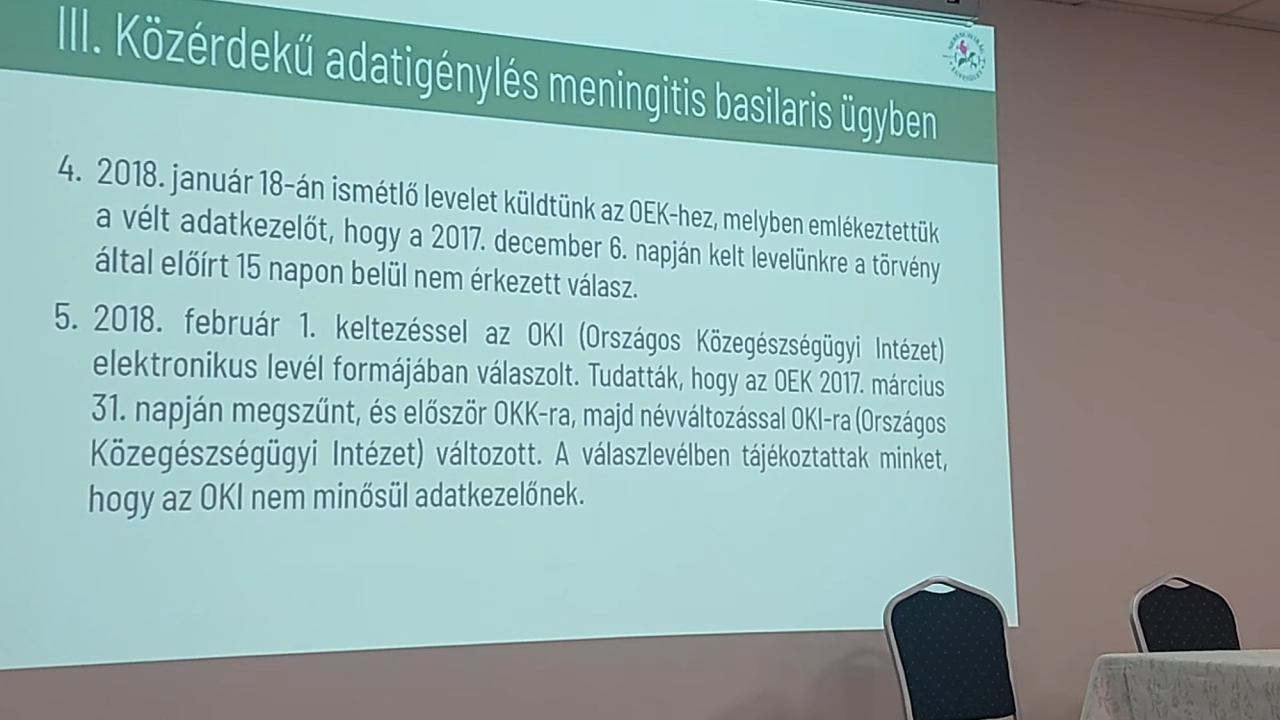 III. Közérdekű adatigénylés meningitis basilaris ügyben
4. 2018. január 18-án ismétlő levelet küldtünk az OEK-hez, melyben emlékeztettük
a vélt adatkezelőt, hogy a 2017. december 6. napján kelt levelünkre a törvény
által előírt 15 napon belül nem érkezett válasz.
5. 2018. február 1. keltezéssel az OKI (Országos Közegészségügyi Intézet)
elektronikus levél formájában válaszolt. Tudatták, hogy az OEK 2017. március
31. napján megszűnt, és először OKK-ra, majd névváltozással OKI-ra (Országos
Közegészségügyi Intézet) változott. A válaszlevélben tájékoztattak minket,
hogy az OKI nem minősül adatkezelőnek.